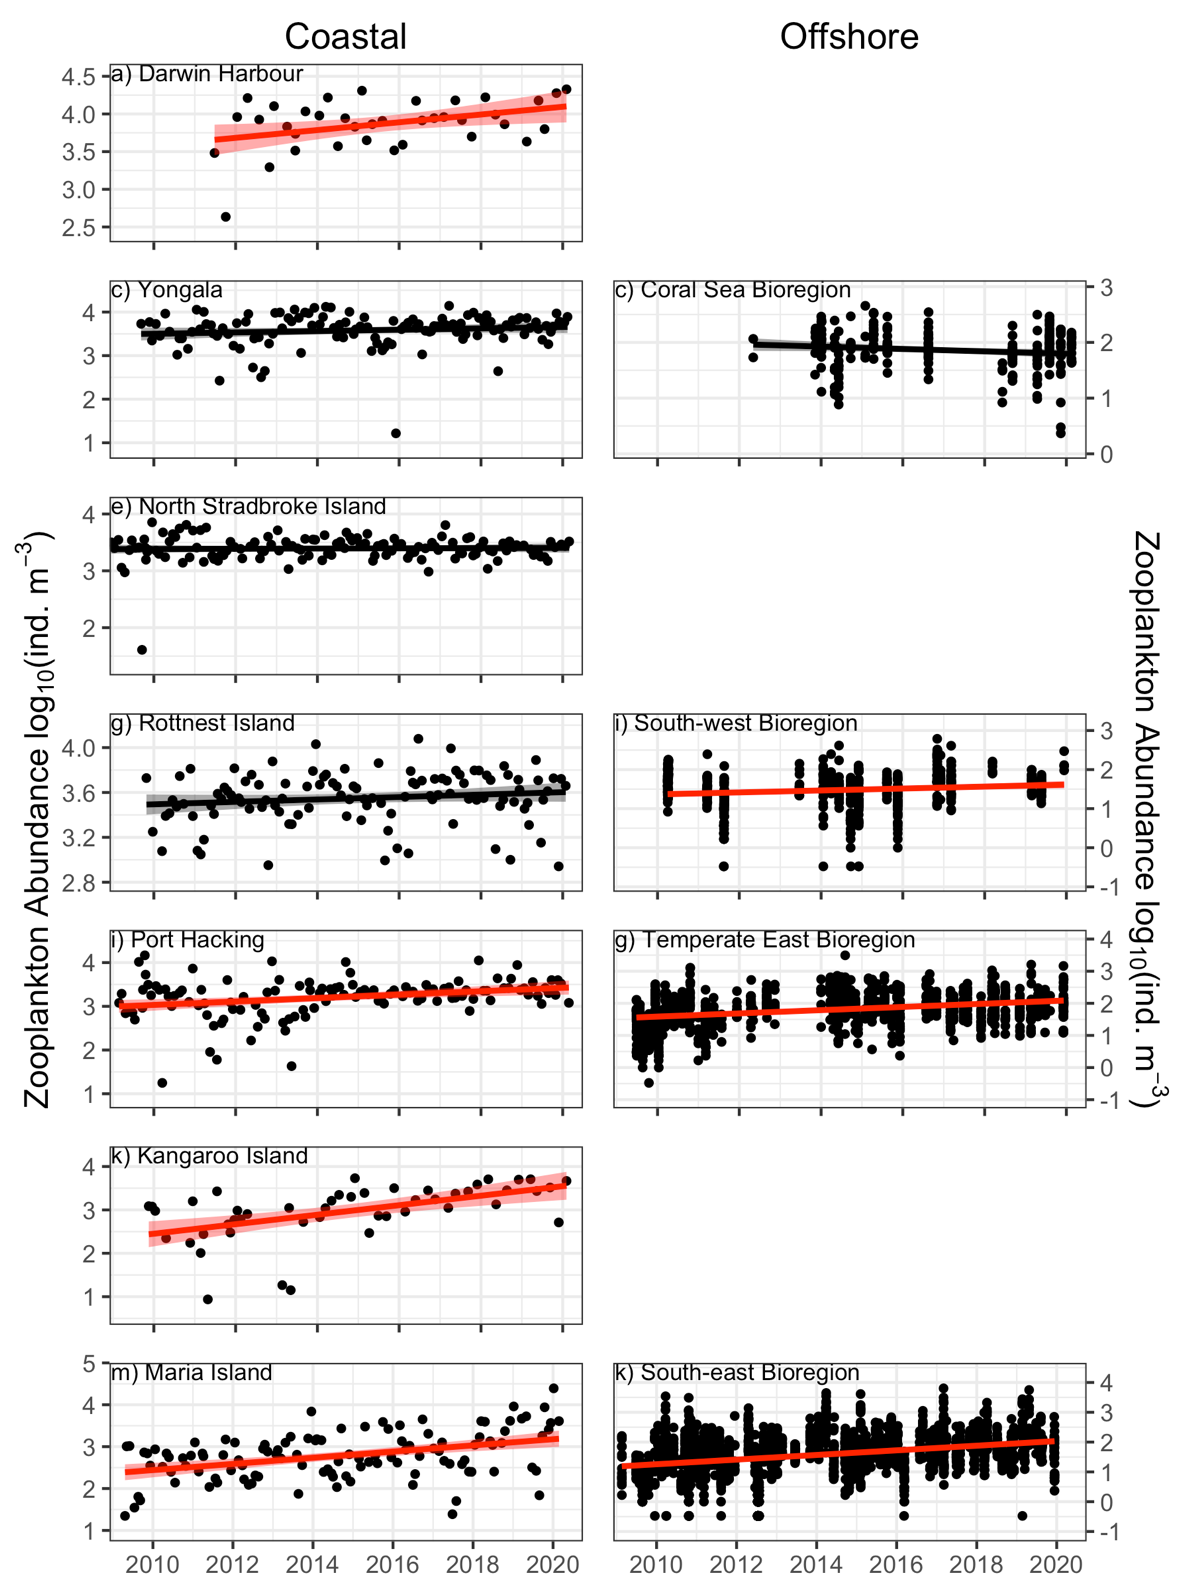 Coastal
Offshore
a) Darwin Harbour
4.5
4.0
3.5
3.0
2.5
c) Yongala
4
3
2
1
c) Coral Sea Bioregion
3
2
1
0
e) North Stradbroke Island
4
3
2
g) Rottnest Island
4.0
3.6
3.2
2.8
i) South-west Bioregion
3
2
1
0
-1
i) Port Hacking
4
3
2
1
g) Temperate East Bioregion
4
3
2
1
0
-1
k) Kangaroo Island
4
3
2
1
m) Maria Island
5
4
3
2
1
k) South-east Bioregion
4
3
2
1
0
-1
2010 2012 2014 2016 2018 2020
2010 2012 2014 2016 2018 2020
Zooplankton Abundance log₁₀(ind. m⁻³)
Zooplankton Abundance log₁₀(ind. m⁻³)